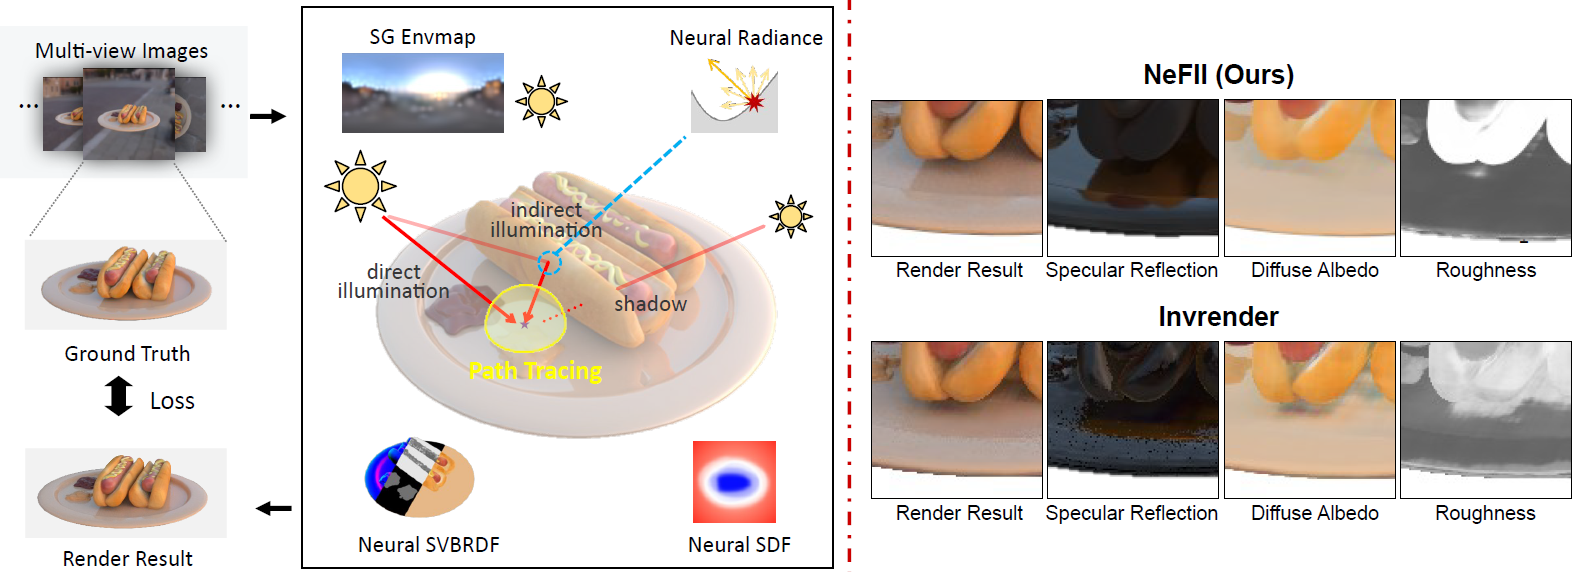 Multi-view Images
...
...
Ground Truth
Loss
Render Result
SG Envmap
Neural Radiance
indirect
illumination
direct
illumination
shadow
Path Tracing
Neural SVBRDF
Neural SDF
NeFII (Ours)
Render Result
Specular Reflection
Diffuse Albedo
Roughness
Invrender
Render Result
Specular Reflection
Diffuse Albedo
Roughness